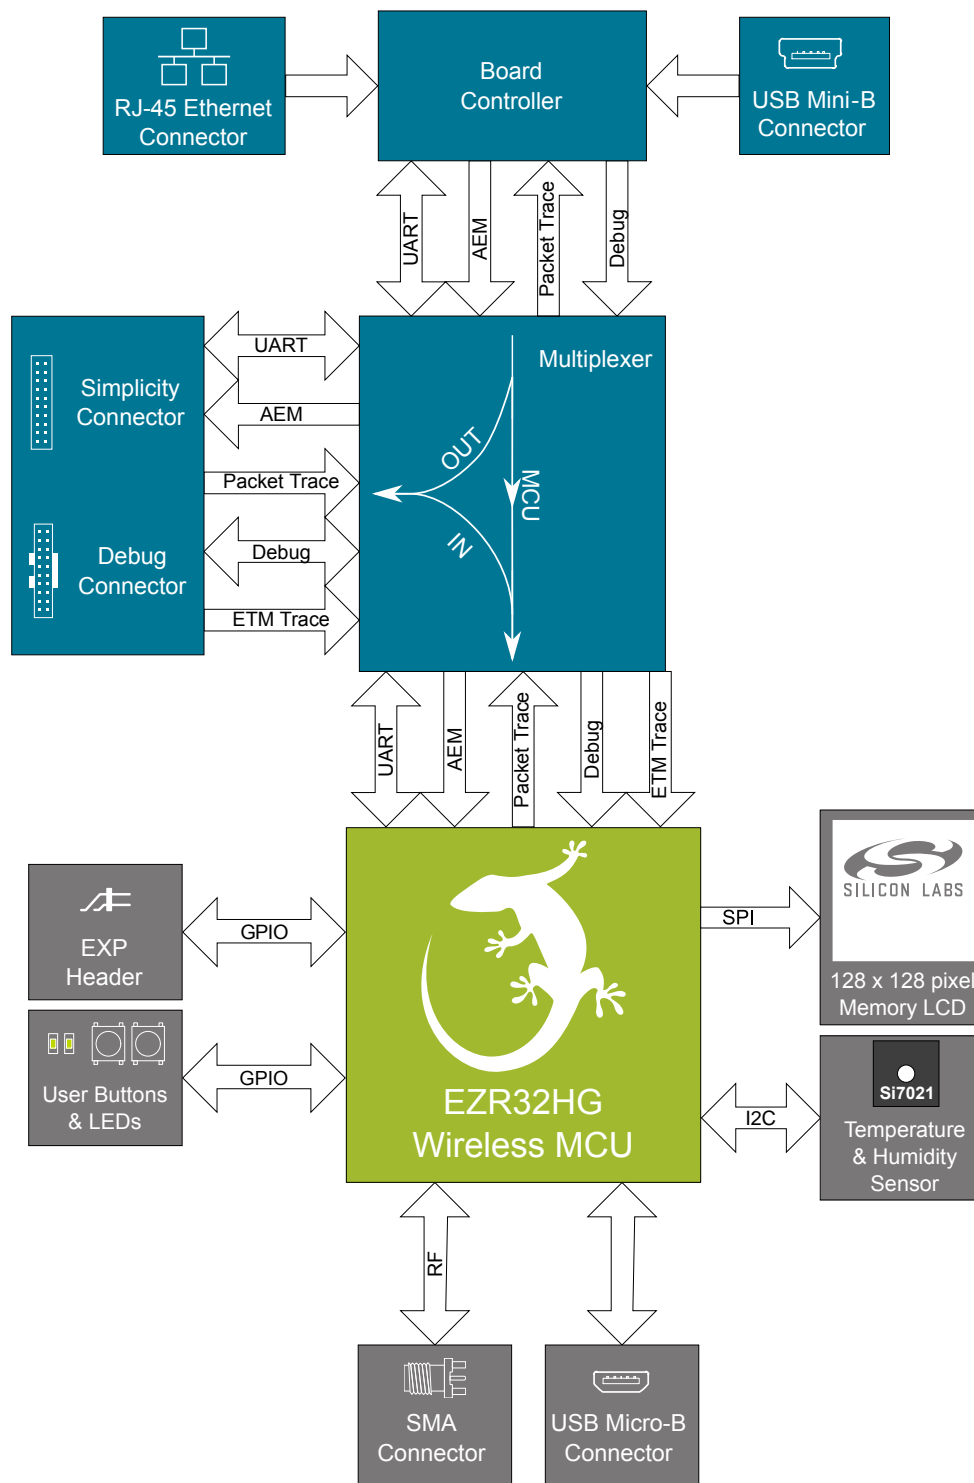 RJ-45 Ethernet
Connector
Board
Controller
USB Mini-B
Connector
UART
AEM
Packet Trace
Debug
Simplicity
Connector
Debug
Connector
UART
AEM
Packet Trace
Debug
ETM Trace
Multiplexer
OUT
MCU
IN
UART
AEM
Packet Trace
Debug
ETM Trace
EXP
Header
GPIO
User Buttons
& LEDs
GPIO
EZR32HG
Wireless MCU
SPI
SILICON LABS
128 x 128 pixel
Memory LCD
I2C
Si7021
Temperature
& Humidity
Sensor
RF
SMA
Connector
USB Micro-B
Connector